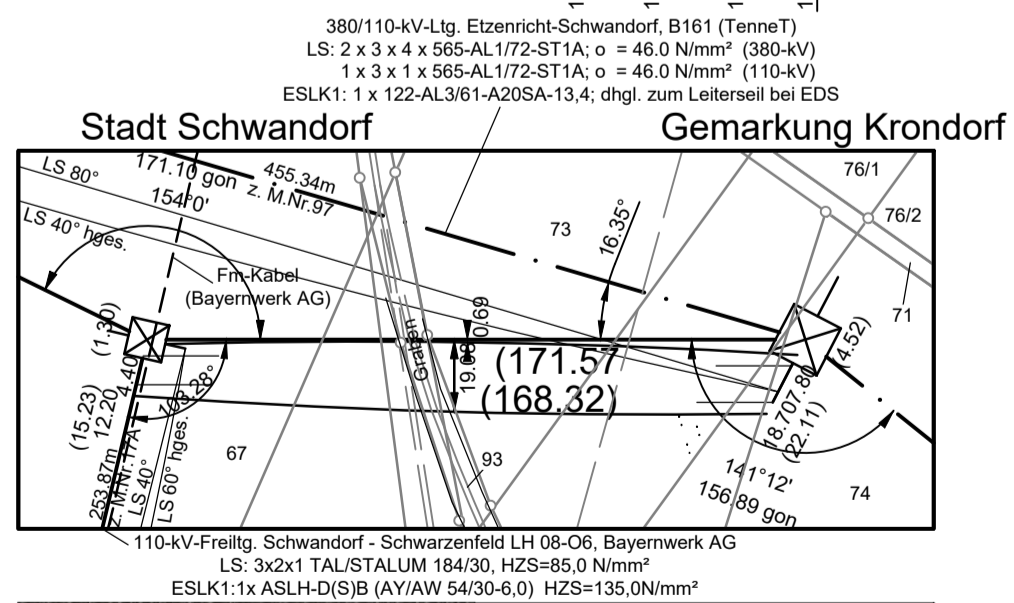 380/110-kV-Ltg. Etzenricht-Schwandorf, B161 (TenneT)
LS: 2 x 3 x 4 x 565-AL1/72-ST1A; o = 46.0 N/mm² (380-kV)
1 x 3 x 1 x 565-AL1/72-ST1A; o = 46.0 N/mm² (110-kV)
ESLK1: 1 x 122-AL3/61-A20SA-13,4; dhgl. zum Leiterseil bei EDS
Stadt Schwandorf
Gemarkung Krondorf
LS 80°
171.10 gon
z. M.Nr.97
455.34m
154°0'
LS 40° hges.
Fm-Kabel
(Bayernwerk AG)
73
16.35°
76/1
76/2
71
(1.30)
Graben
0.69
(171.57
(168.32)
(4.52)
4.40
103.28°
(15.23)
12.20
253.87m
z. M.Nr.17A
LS 40°
LS 60° hges.
67
93
18.707.80
(22.11)
141°12'
156.89 gon
74
110-kV-Freiltg. Schwandorf - Schwarzenfeld LH 08-O6, Bayernwerk AG
LS: 3x2x1 TAL/STALUM 184/30, HZS=85,0 N/mm²
ESLK1:1x ASLH-D(S)B (AY/AW 54/30-6,0) HZS=135,0N/mm²